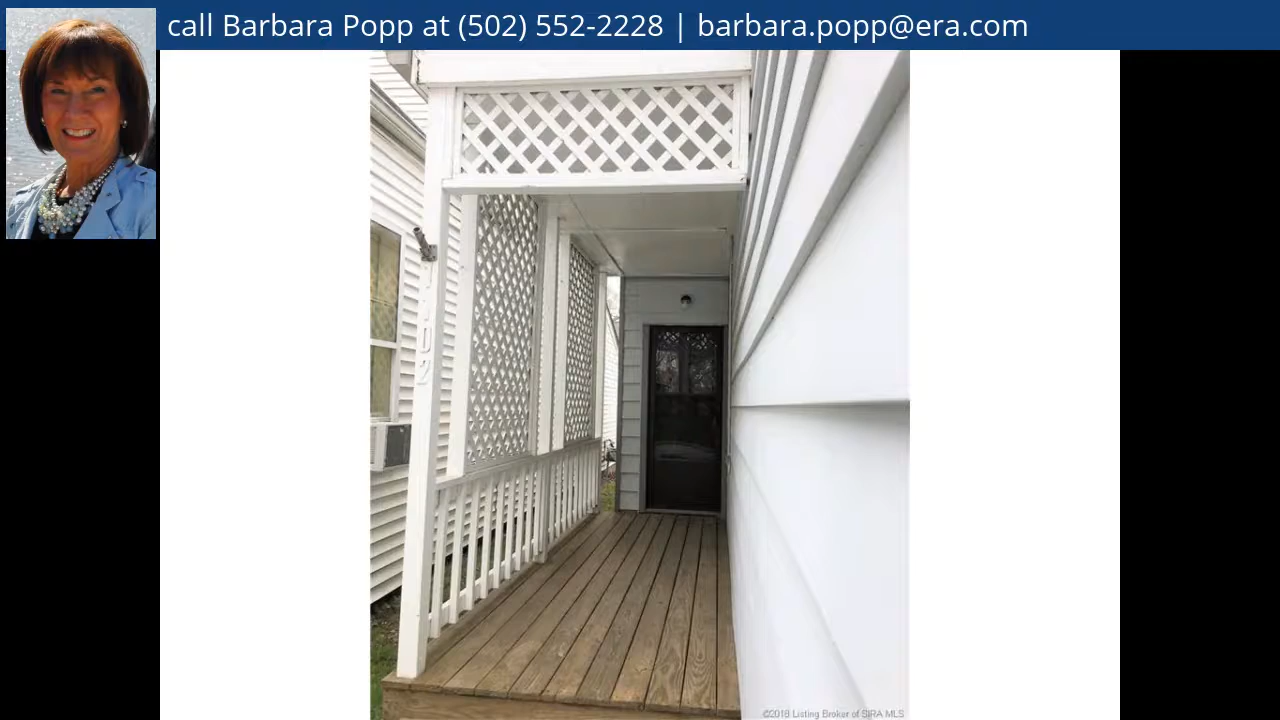 call Barbara Popp at (502) 552-2228 | barbara.popp@era.com
©2018 Listing Broker of SIRA MLS